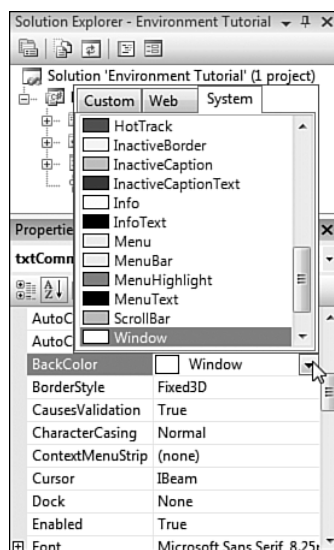 Solution Explorer - Environment Tutorial
Solution 'Environment Tutorial' (1 project)
Custom Web System
HotTrack
InactiveBorder
InactiveCaption
InactiveCaptionText
Info
InfoText
Menu
MenuBar
MenuHighlight
MenuText
ScrollBar
Window
Propertie
txtComm
AutoC
AutoC
BackColor Window
BorderStyle Fixed3D
CausesValidation True
CharacterCasing Normal
ContextMenuStrip (none)
Cursor IBeam
Dock None
Enabled True
Font Microsoft Sans Serif, 8.25